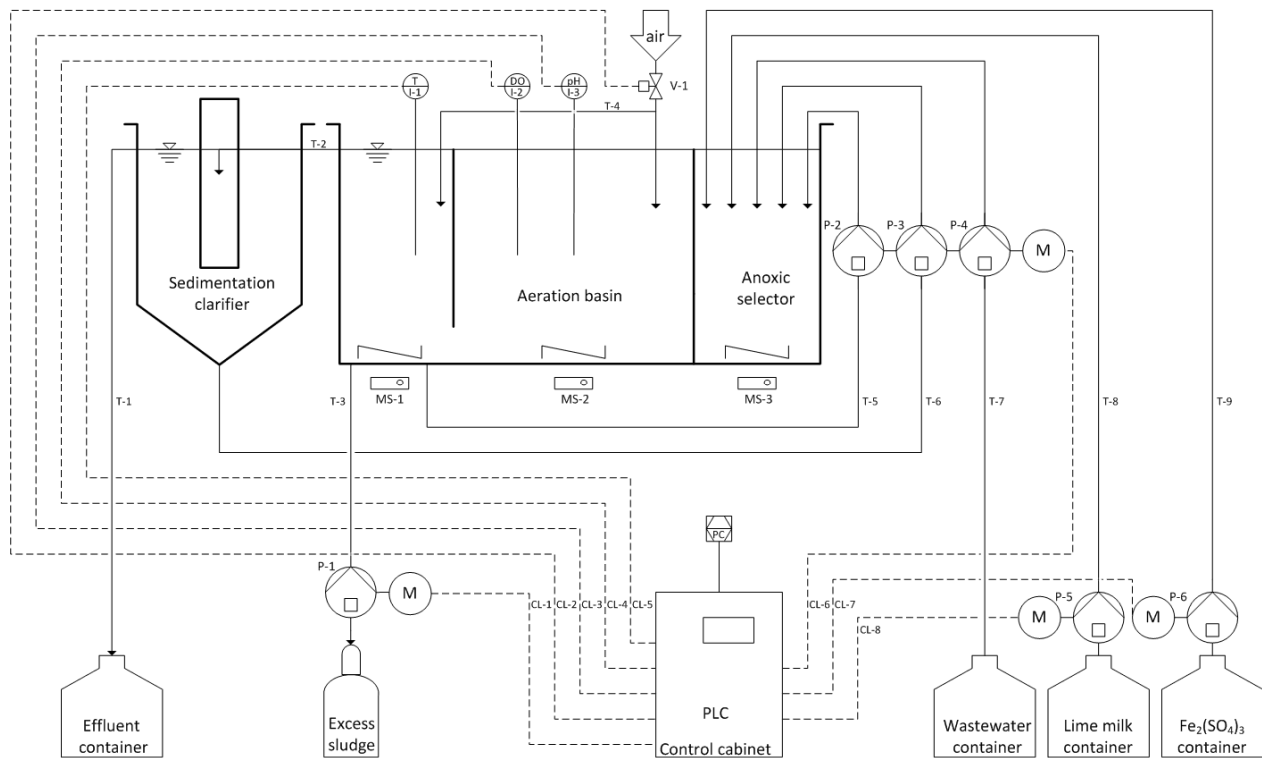 air
V-1
T
I-1
DO
I-2
pH
I-3
T-4
T-2
P-2
P-3
P-4
M
Sedimentation
clarifier
Aeration basin
Anoxic
selector
MS-1
MS-2
MS-3
T-1
T-3
T-5
T-6
T-7
T-8
T-9
PC
P-1
M
CL-1
CL-2
CL-3
CL-4
CL-5
CL-6
CL-7
CL-8
M
P-5
M
P-6
PLC
Control cabinet
Effluent
container
Excess
sludge
Wastewater
container
Lime milk
container
Fe₂(SO₄)₃
container